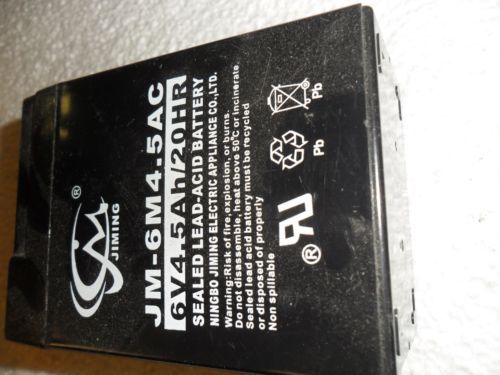 JIMING
®
JM-6M4.5AC
6V4.5Ah/20HR
SEALED LEAD-ACID BATTERY
NINGBO JIMING ELECTRIC APPLIANCE CO.,LTD.
WARNING:Risk of fire,explosion, or burns.
Do not disassemble, heat above 50°C or incinerate
Sealed lead acid battery must be recycled
or disposed of properly
Non spillable
®
Pb
Pb